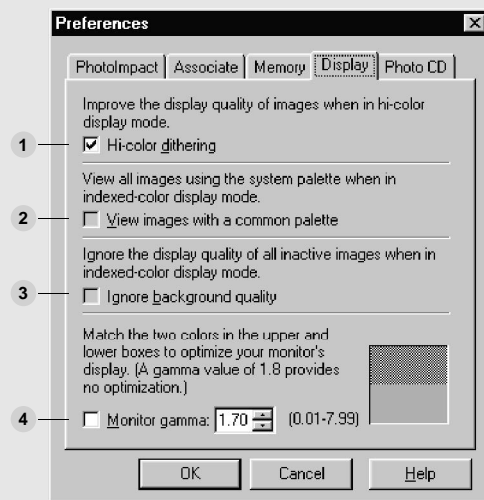 Preferences
PhotoImpact Associate Memory Display Photo CD
Improve the display quality of images when in hi-color
display mode.
1 Hi-color dithering
View all images using the system palette when in
indexed-color display mode.
2 View images with a common palette
Ignore the display quality of all inactive images when in
indexed-color display mode.
3 Ignore background quality
Match the two colors in the upper and
lower boxes to optimize your monitor's
display. (A gamma value of 1.8 provides
no optimization.)
4 Monitor gamma: 1.70 (0.01-7.99)
OK Cancel Help